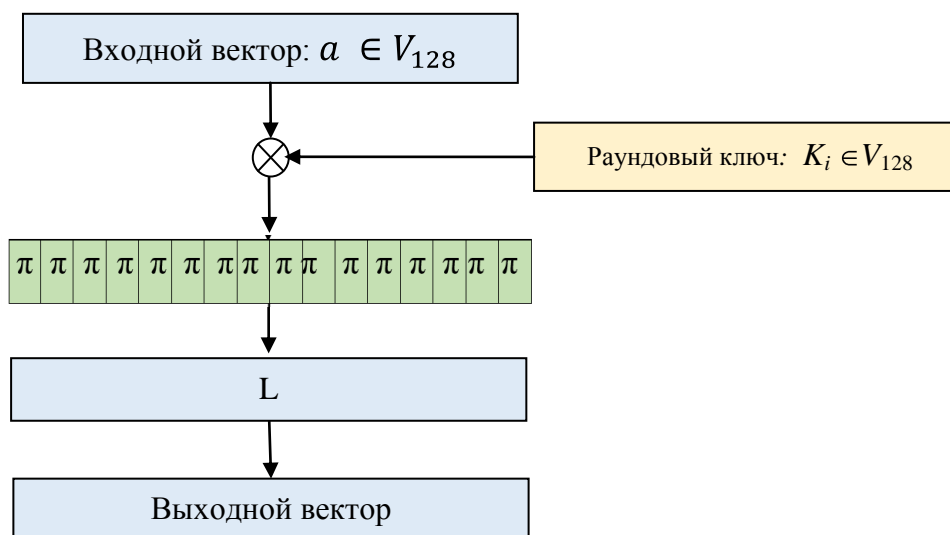 Входной вектор: a ∈ V₁₂₈
Раундовый ключ: Kᵢ ∈ V₁₂₈
π π π π π π π π π π π π π π π π
L
Выходной вектор